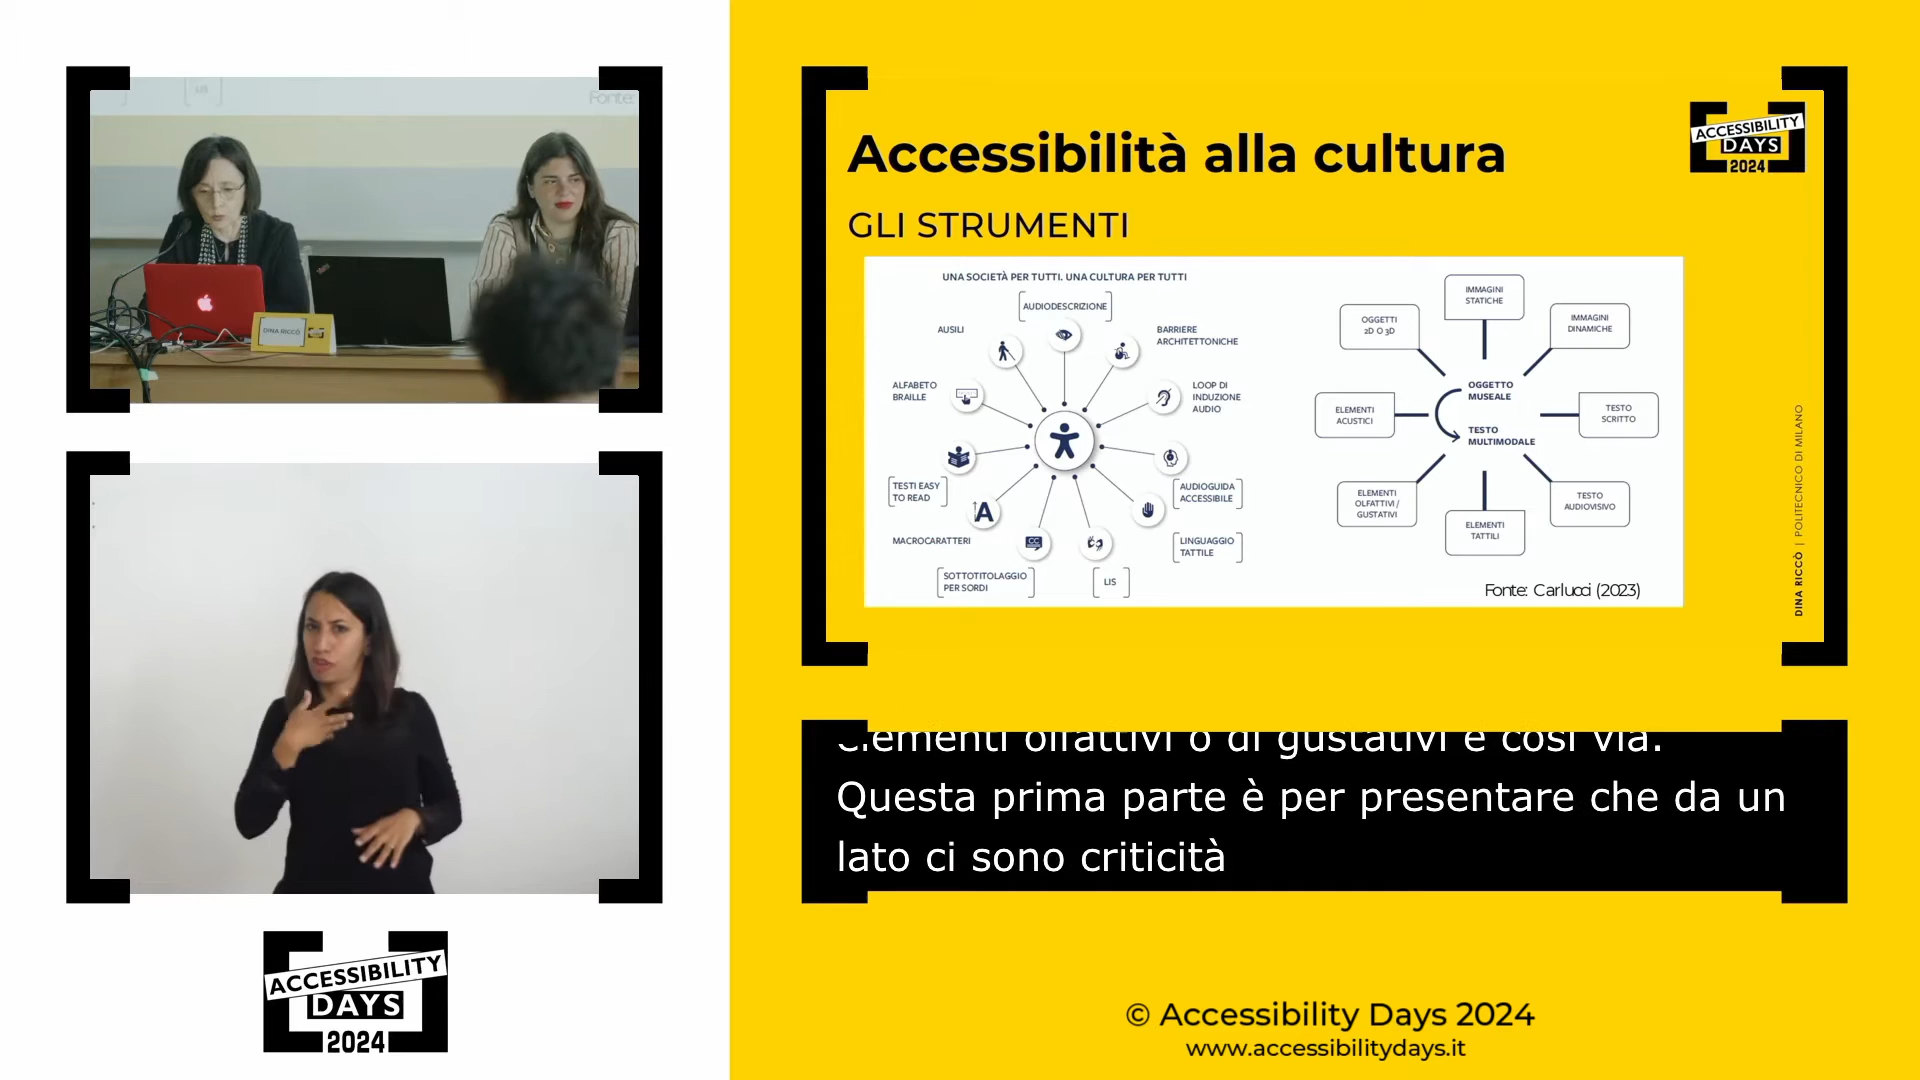 Fonte:
DINA RICCÒ
Accessibilità alla cultura
GLI STRUMENTI
ACCESSIBILITY
DAYS
2024
UNA SOCIETÀ PER TUTTI. UNA CULTURA PER TUTTI
AUDIODESCRIZIONE
AUSILI
BARRIERE
ARCHITETTONICHE
ALFABETO
BRAILLE
LOOP DI
INDUZIONE
AUDIO
TESTI EASY
TO READ
AUDIOGUIDA
ACCESSIBILE
A
MACROCARATTERI
CC
LINGUAGGIO
TATTILE
SOTTOTITOLAGGIO
PER SORDI
LIS
IMMAGINI
STATICHE
OGGETTI
2D O 3D
IMMAGINI
DINAMICHE
OGGETTO
MUSEALE
ELEMENTI
ACUSTICI
TESTO
SCRITTO
TESTO
MULTIMODALE
ELEMENTI
OLFATTIVI /
GUSTATIVI
TESTO
AUDIOVISIVO
ELEMENTI
TATTILI
Fonte: Carlucci (2023)
DINA RICCÒ | POLITECNICO DI MILANO
Elementi olfattivi o di gustativi e così via.
Questa prima parte è per presentare che da un
lato ci sono criticità
ACCESSIBILITY
DAYS
2024
© Accessibility Days 2024
www.accessibilitydays.it